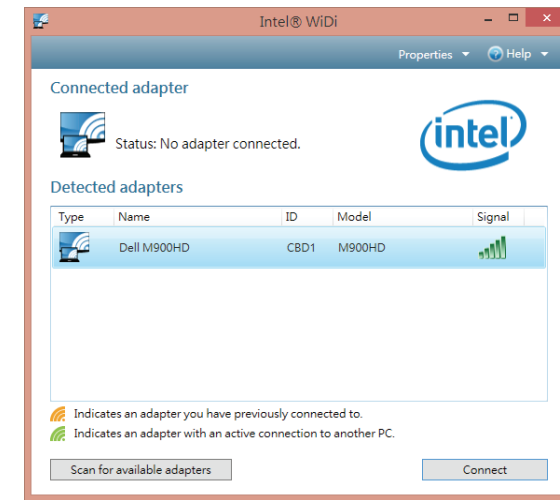 Intel® WiDi
Properties Help
Connected adapter
Status: No adapter connected.
intel
Detected adapters
Type Name ID Model Signal
Dell M900HD CBD1 M900HD
Indicates an adapter you have previously connected to.
Indicates an adapter with an active connection to another PC.
Scan for available adapters Connect